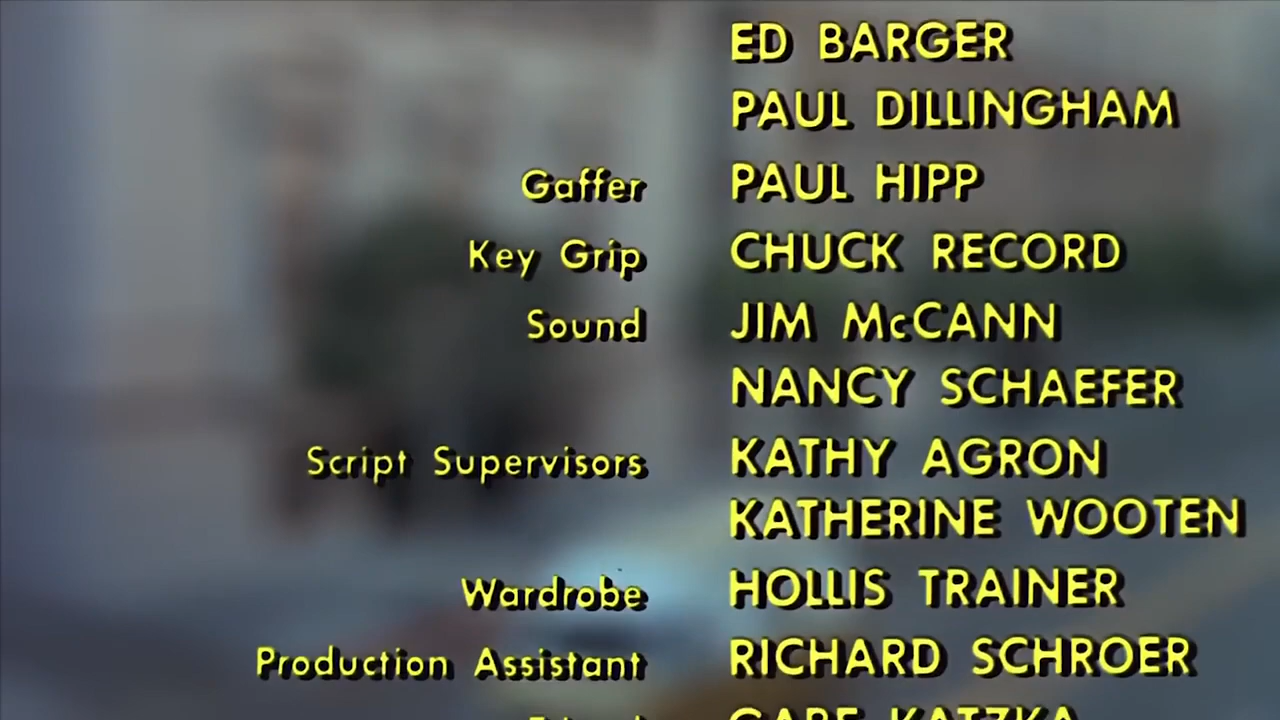 ED BARGER
PAUL DILLINGHAM
Gaffer PAUL HIPP
Key Grip CHUCK RECORD
Sound JIM McCANN
NANCY SCHAEFER
Script Supervisors KATHY AGRON
KATHERINE WOOTEN
Wardrobe HOLLIS TRAINER
Production Assistant RICHARD SCHROER
KATZKA